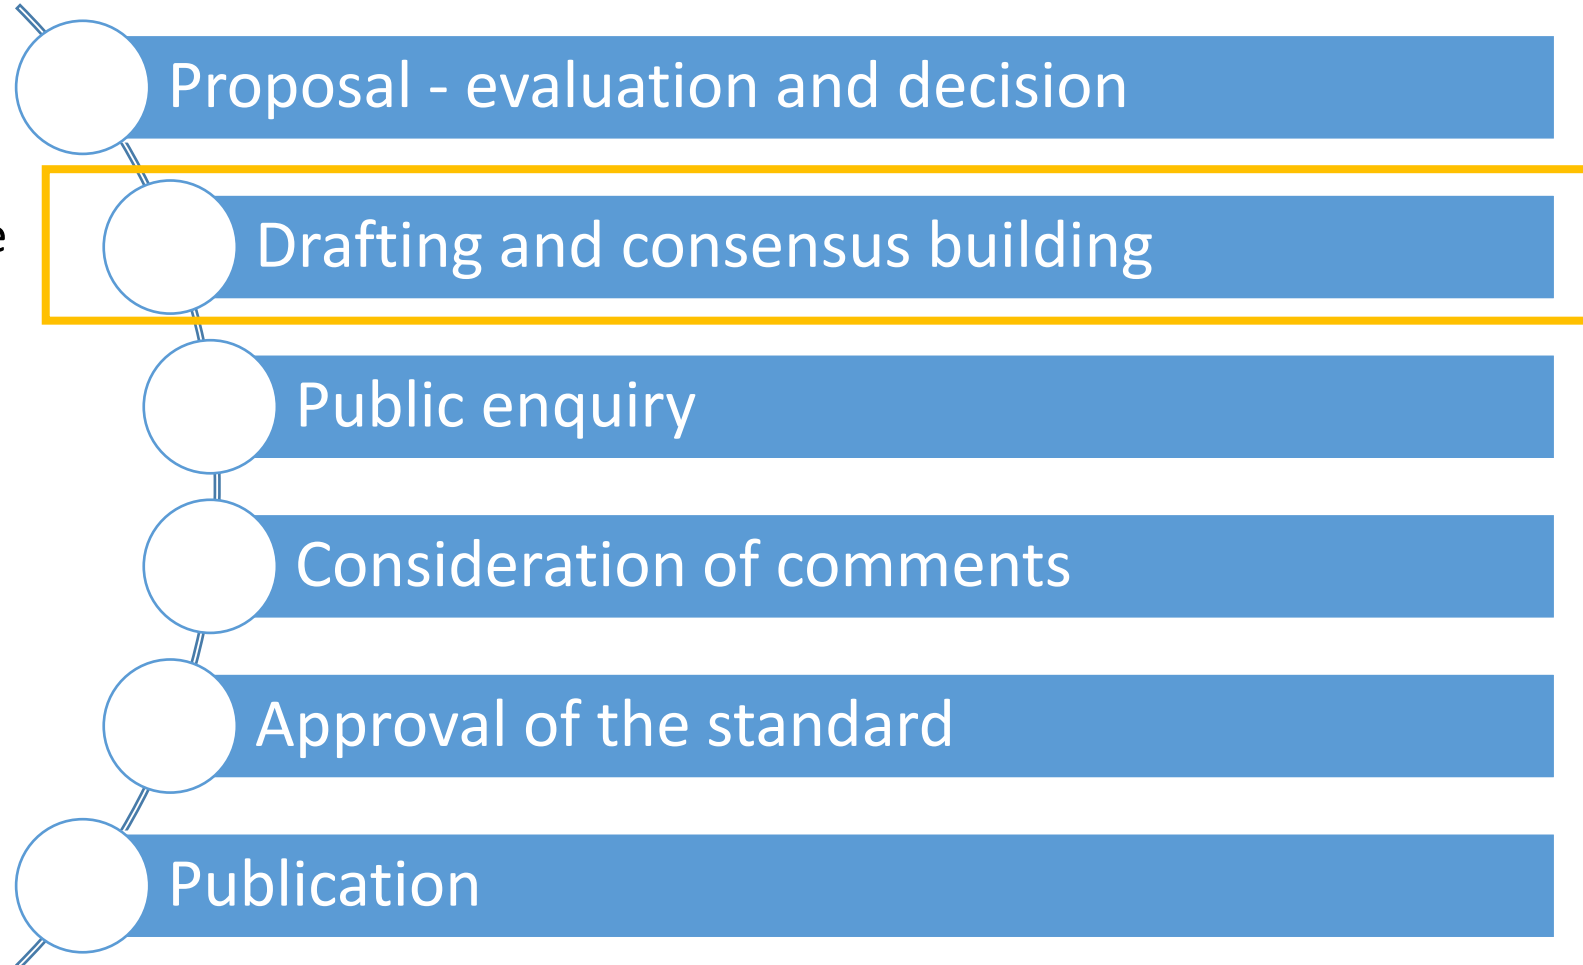 Proposal - evaluation and decision
e
Drafting and consensus building
Public enquiry
Consideration of comments
Approval of the standard
Publication